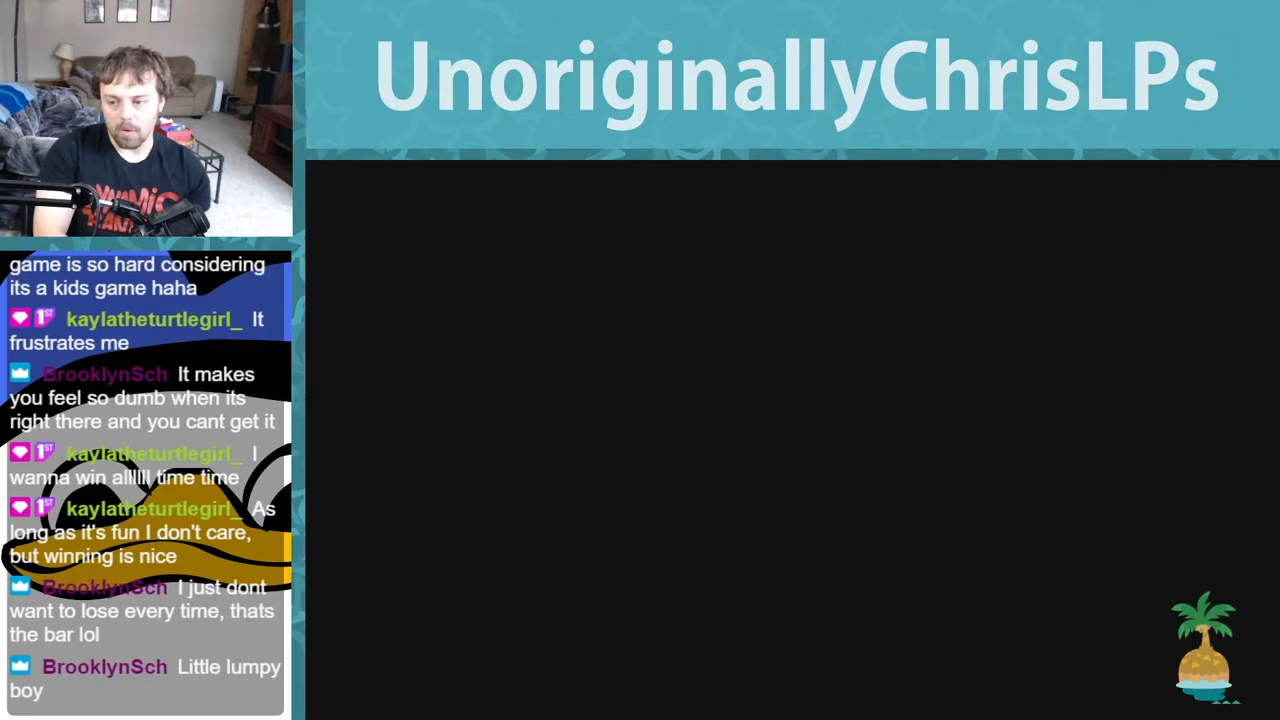 UnoriginallyChrisLPs
game is so hard considering
its a kids game haha
1ST kaylatheturtlegirl_ It
frustrates me
BrooklynSch It makes
you feel so dumb when its
right there and you cant get it
1ST kaylatheturtlegirl_ I
wanna win allllll time time
1ST kaylatheturtlegirl_ As
long as it's fun I don't care,
but winning is nice
BrooklynSch I just dont
want to lose every time, thats
the bar lol
BrooklynSch Little lumpy
boy